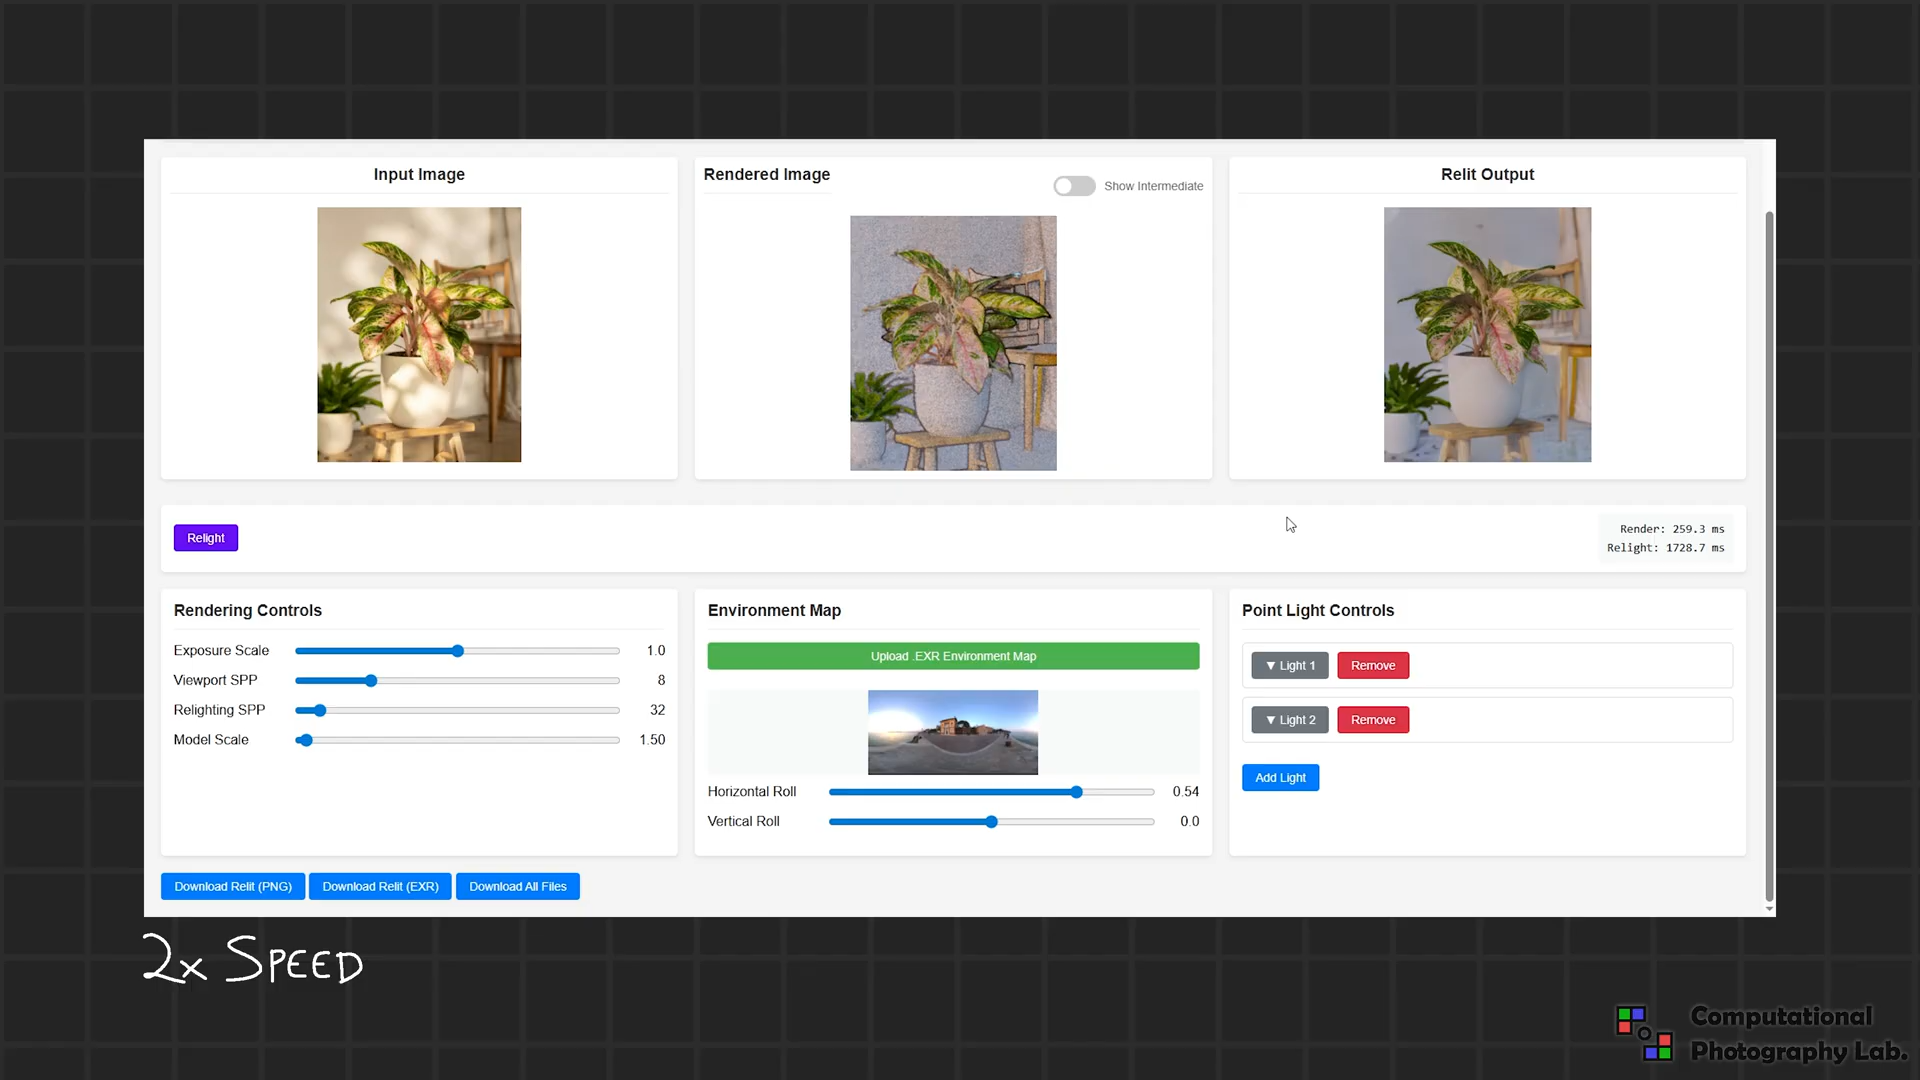 Input Image
Rendered Image
Show Intermediate
Relit Output
Relight
Render: 259.3 ms
Relight: 1728.7 ms
Rendering Controls
Exposure Scale 1.0
Viewport SPP 8
Relighting SPP 32
Model Scale 1.50
Environment Map
Upload .EXR Environment Map
Horizontal Roll 0.54
Vertical Roll 0.0
Point Light Controls
▼ Light 1 Remove
▼ Light 2 Remove
Add Light
Download Relit (PNG) Download Relit (EXR) Download All Files
2x SPEED
Computational
Photography Lab.